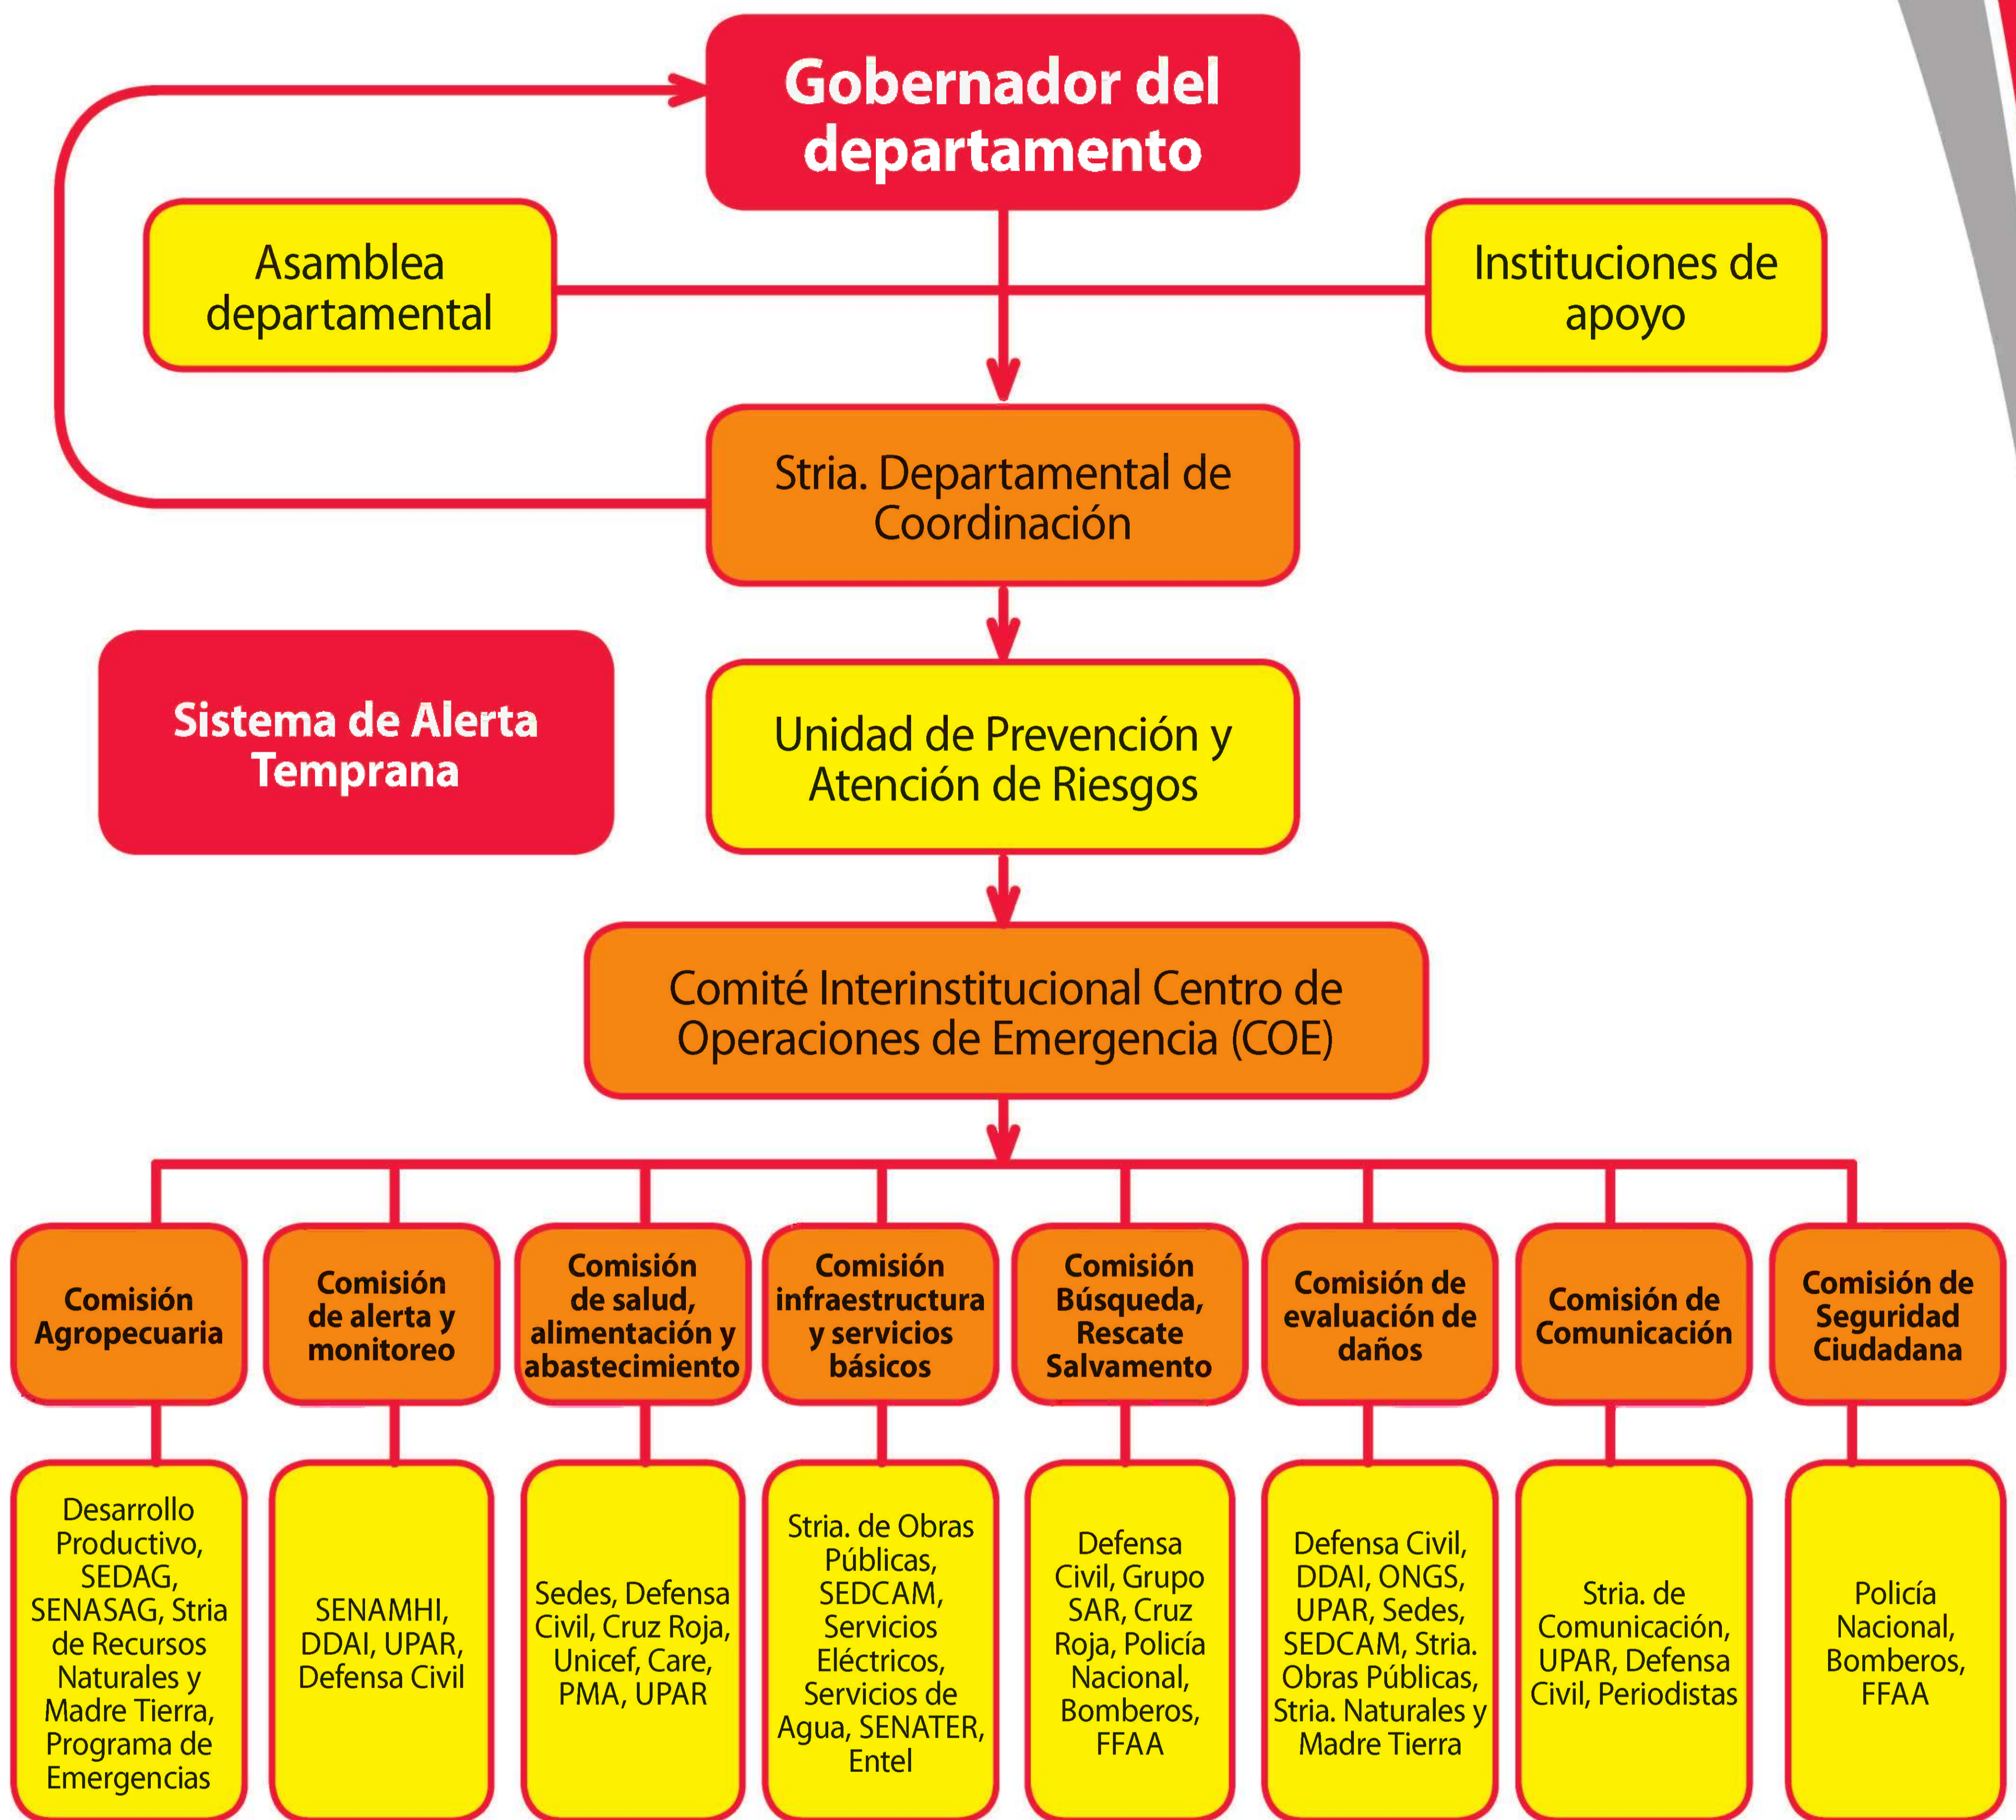 Gobernador del
departamento
Asamblea
departamental
Instituciones de
apoyo
Stria. Departamental de
Coordinación
Sistema de Alerta
Temprana
Unidad de Prevención y
Atención de Riesgos
Comité Interinstitucional Centro de
Operaciones de Emergencia (COE)
Comisión
Agropecuaria
Comisión
de alerta y
monitoreo
Comisión
de salud,
alimentación y
abastecimiento
Comisión
infraestructura
y servicios
básicos
Comisión
Búsqueda,
Rescate
Salvamento
Comisión de
evaluación de
daños
Comisión de
Comunicación
Comisión de
Seguridad
Ciudadana
Desarrollo
Productivo,
SEDAG,
SENASAG, Stria
de Recursos
Naturales y
Madre Tierra,
Programa de
Emergencias
SENAMHI,
DDAI, UPAR,
Defensa Civil
Sedes, Defensa
Civil, Cruz Roja,
Unicef, Care,
PMA, UPAR
Stria. de Obras
Públicas,
SEDCAM,
Servicios
Eléctricos,
Servicios de
Agua, SENATER,
Entel
Defensa
Civil, Grupo
SAR, Cruz
Roja, Policía
Nacional,
Bomberos,
FFAA
Defensa Civil,
DDAI, ONGS,
UPAR, Sedes,
SEDCAM, Stria.
Obras Públicas,
Stria. Naturales y
Madre Tierra
Stria. de
Comunicación,
UPAR, Defensa
Civil, Periodistas
Policía
Nacional,
Bomberos,
FFAA